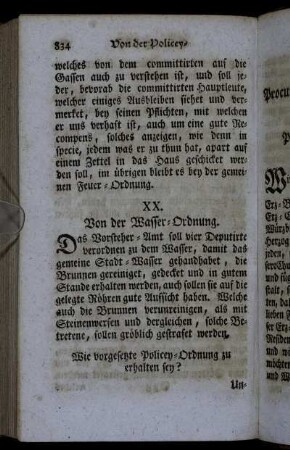 834 Von der Policey-
welches von dem committirten auf die
Gassen auch zu verstehen ist, und soll je-
der, bevorab die committirten Hauptleute,
welcher einiges Ausbleiben siehet und ver-
merket, bey seinen Pflichten, mit welchen
er uns verhaft ist, auch um eine gute Re-
compens, solches anzeigen, wie denn in
specie, jedem was er zu thun hat, apart auf
einem Zettel in das Haus geschicket wer-
den soll, im übrigen bleibt es bey der gemei-
nen Feuer-Ordnung.
XX.
Von der Wasser-Ordnung.
Das Vorsteher-Amt soll vier Deputirte
verordnen zu dem Wasser, damit das
gemeine Stadt-Wasser gehandhabet, die
Brunnen gereiniget, gedecket und in gutem
Stande erhalten werden, auch sollen sie auf die
gelegte Röhren gute Aussicht haben. Welche
auch die Brunnen verunreinigen, als mit
Steinenwersen und dergleichen, solche Be-
tretene, sollen gröblich gestrafet werden.
Wie vorgesetzte Policey-Ordnung zu
erhalten sey?
Un-
Procu
Erz-B
Erz-C
Würzb
Herzog